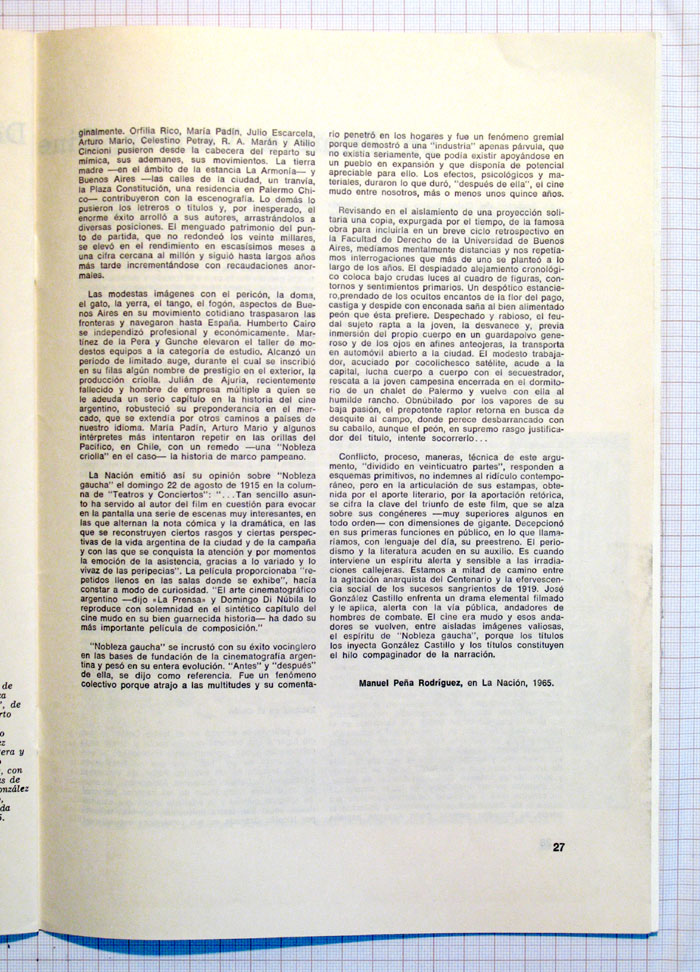 ginalmente. Orfilia Rico, María Padín, Julio Escarcela,
Arturo Mario, Celestino Petray, R. A. Marán y Atilio
Cincioni pusieron desde la cabecera del reparto su
mímica, sus ademanes, sus movimientos. La tierra
madre —en el ámbito de la estancia La Armonía— y
Buenos Aires —las calles de la ciudad, un tranvía,
la Plaza Constitución, una residencia en Palermo Chi-
co— contribuyeron con la escenografía. Lo demás lo
pusieron los letreros o títulos y, por inesperado, el
enorme éxito arrolló a sus autores, arrastrándolos a
diversas posiciones. El menguado patrimonio del pun-
to de partida, que no redondeó los veinte millares,
se elevó en el rendimiento en escasísimos meses a
una cifra cercana al millón y siguió hasta largos años
más tarde incrementándose con recaudaciones anor-
males.
Las modestas imágenes con el pericón, la doma,
el gato, la yerra, el tango, el fogón, aspectos de Bue-
nos Aires en su movimiento cotidiano traspasaron las
fronteras y navegaron hasta España. Humberto Cairo
se independizó profesional y económicamente. Mar-
tínez de la Pera y Gunche elevaron el taller de mo-
destos equipos a la categoría de estudio. Alcanzó un
período de limitado auge, durante el cual se inscribió
en su filas algún nombre de prestigio en el exterior, la
producción criolla. Julián de Ajuria, recientemente
fallecido y hombre de empresa múltiple a quien se
le adeuda un serio capítulo en la historia del cine
argentino, robusteció su preponderancia en el mer-
cado, que se extendía por otros caminos a países de
nuestro idioma. María Padín, Arturo Mario y algunos
intérpretes más intentaron repetir en las orillas del
Pacífico, en Chile, con un remedo —una "Nobleza
criolla" en el caso— la historia de marco pampeano.
La Nación emitió así su opinión sobre "Nobleza
gaucha" el domingo 22 de agosto de 1915 en la colum-
na de "Teatros y Conciertos": "...Tan sencillo asun-
to ha servido al autor del film en cuestión para evocar
en la pantalla una serie de escenas muy interesantes, en
las que alternan la nota cómica y la dramática, en las
que se reconstruyen ciertos rasgos y ciertas perspec-
tivas de la vida argentina de la ciudad y de la campaña
y con las que se conquista la atención y por momentos
la emoción de la asistencia, gracias a lo variado y lo
vivaz de las peripecias". La película proporcionaba "re-
petidos llenos en las salas donde se exhibe", hacía
constar a modo de curiosidad. "El arte cinematográfico
argentino —dijo «La Prensa» y Domingo Di Núbila lo
reproduce con solemnidad en el sintético capítulo del
cine mudo en su bien guarnecida historia— ha dado su
más importante película de composición."
"Nobleza gaucha" se incrustó con su éxito vocinglero
en las bases de fundación de la cinematografía argen-
tina y pesó en su entera evolución. "Antes" y "después"
de ella, se dijo como referencia. Fue un fenómeno
colectivo porque atrajo a las multitudes y su comenta-
rio penetró en los hogares y fue un fenómeno gremial
porque demostró a una "industria" apenas párvula, que
no existía seriamente, que podía existir apoyándose en
un pueblo en expansión y que disponía de potencial
apreciable para ello. Los efectos, psicológicos y ma-
teriales, duraron lo que duró, "después de ella", el cine
mudo entre nosotros, más o menos unos quince años.
Revisando en el aislamiento de una proyección soli-
taria una copia, expurgada por el tiempo, de la famosa
obra para incluirla en un breve ciclo retrospectivo en
la Facultad de Derecho de la Universidad de Buenos
Aires, mediamos mentalmente distancias y nos repetía-
mos interrogaciones que más de uno se planteó a lo
largo de los años. El despiadado alejamiento cronológi-
co coloca bajo crudas luces al cuadro de figuras, con-
tornos y sentimientos primarios. Un despótico estancie-
ro,prendado de los ocultos encantos de la flor del pago,
castiga y despide con enconada saña al bien alimentado
peón que ésta prefiere. Despechado y rabioso, el feu-
dal sujeto rapta a la joven, la desvanece y, previa
inmersión del propio cuerpo en un guardapolvo gene-
roso y de los ojos en afines anteojeras, la transporta
en automóvil abierto a la ciudad. El modesto trabaja-
dor, acuciado por cocolichesco satélite, acude a la
capital, lucha cuerpo a cuerpo con el secuestrador,
rescata a la joven campesina encerrada en el dormito-
rio de un chalet de Palermo y vuelve con ella al
humilde rancho. Obnubilado por los vapores de su
baja pasión, el prepotente raptor retorna en busca de
desquite al campo, donde perece desbarrancado con
su caballo, aunque el peón, en supremo rasgo justifica-
dor del título, intente socorrerlo...
Conflicto, proceso, maneras, técnica de este argu-
mento, "dividido en veinticuatro partes", responden a
esquemas primitivos, no indemnes al ridículo contempo-
ráneo, pero en la articulación de sus estampas, obte-
nida por el aporte literario, por la aportación retórica,
se cifra la clave del triunfo de este film, que se alza
sobre sus congéneres —muy superiores algunos en
todo orden— con dimensiones de gigante. Decepcionó
en sus primeras funciones en público, en lo que llama-
ríamos, con lenguaje del día, su preestreno. El perio-
dismo y la literatura acuden en su auxilio. Es cuando
interviene un espíritu alerta y sensible a las irradia-
ciones callejeras. Estamos a mitad de camino entre
la agitación anarquista del Centenario y la efervescen-
cia social de los sucesos sangrientos de 1919. José
González Castillo enfrenta un drama elemental filmado
y le aplica, alerta con la vía pública, andadores de
hombres de combate. El cine era mudo y esos anda-
dores se vuelven, entre aisladas imágenes valiosas,
el espíritu de "Nobleza gaucha", porque los títulos
los inyecta González Castillo y los títulos constituyen
el hilo compaginador de la narración.
Manuel Peña Rodríguez, en La Nación, 1965.
27